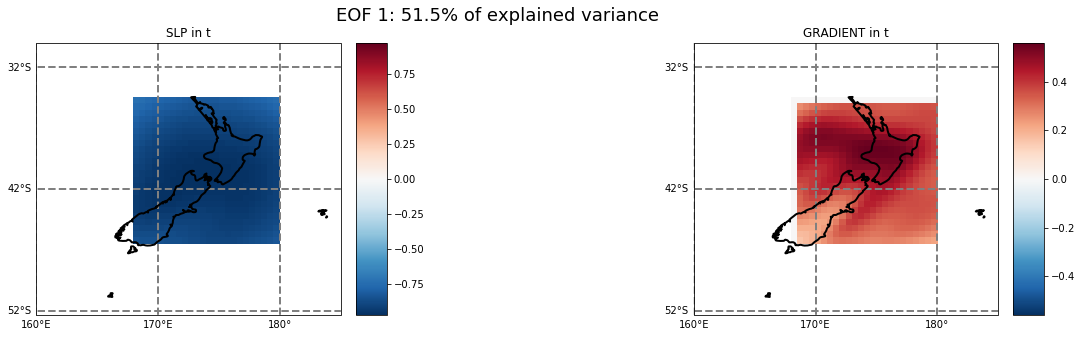 EOF 1: 51.5% of explained variance
SLP in t
32°S
42°S
52°S
160°E
170°E
180°
0.75
0.50
0.25
0.00
−0.25
−0.50
−0.75
GRADIENT in t
32°S
42°S
52°S
160°E
170°E
180°
0.4
0.2
0.0
−0.2
−0.4